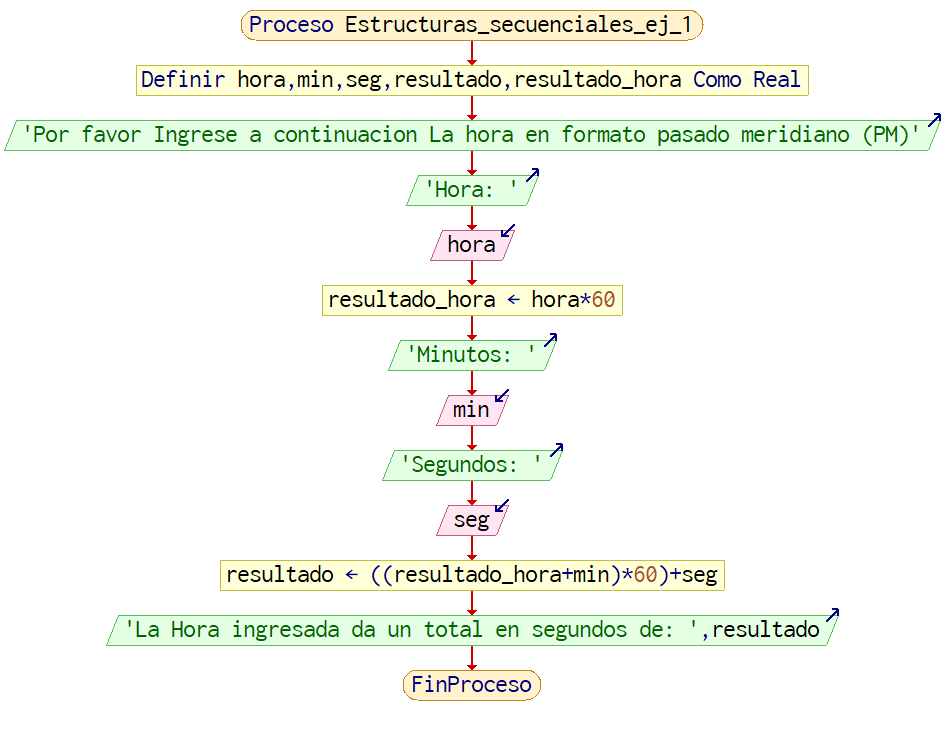 Proceso Estructuras_secuenciales_ej_1
Definir hora,min,seg,resultado,resultado_hora Como Real
'Por favor Ingrese a continuacion La hora en formato pasado meridiano (PM)'
'Hora: '
hora
resultado_hora ← hora*60
'Minutos: '
min
'Segundos: '
seg
resultado ← ((resultado_hora+min)*60)+seg
'La Hora ingresada da un total en segundos de: ',resultado
FinProceso